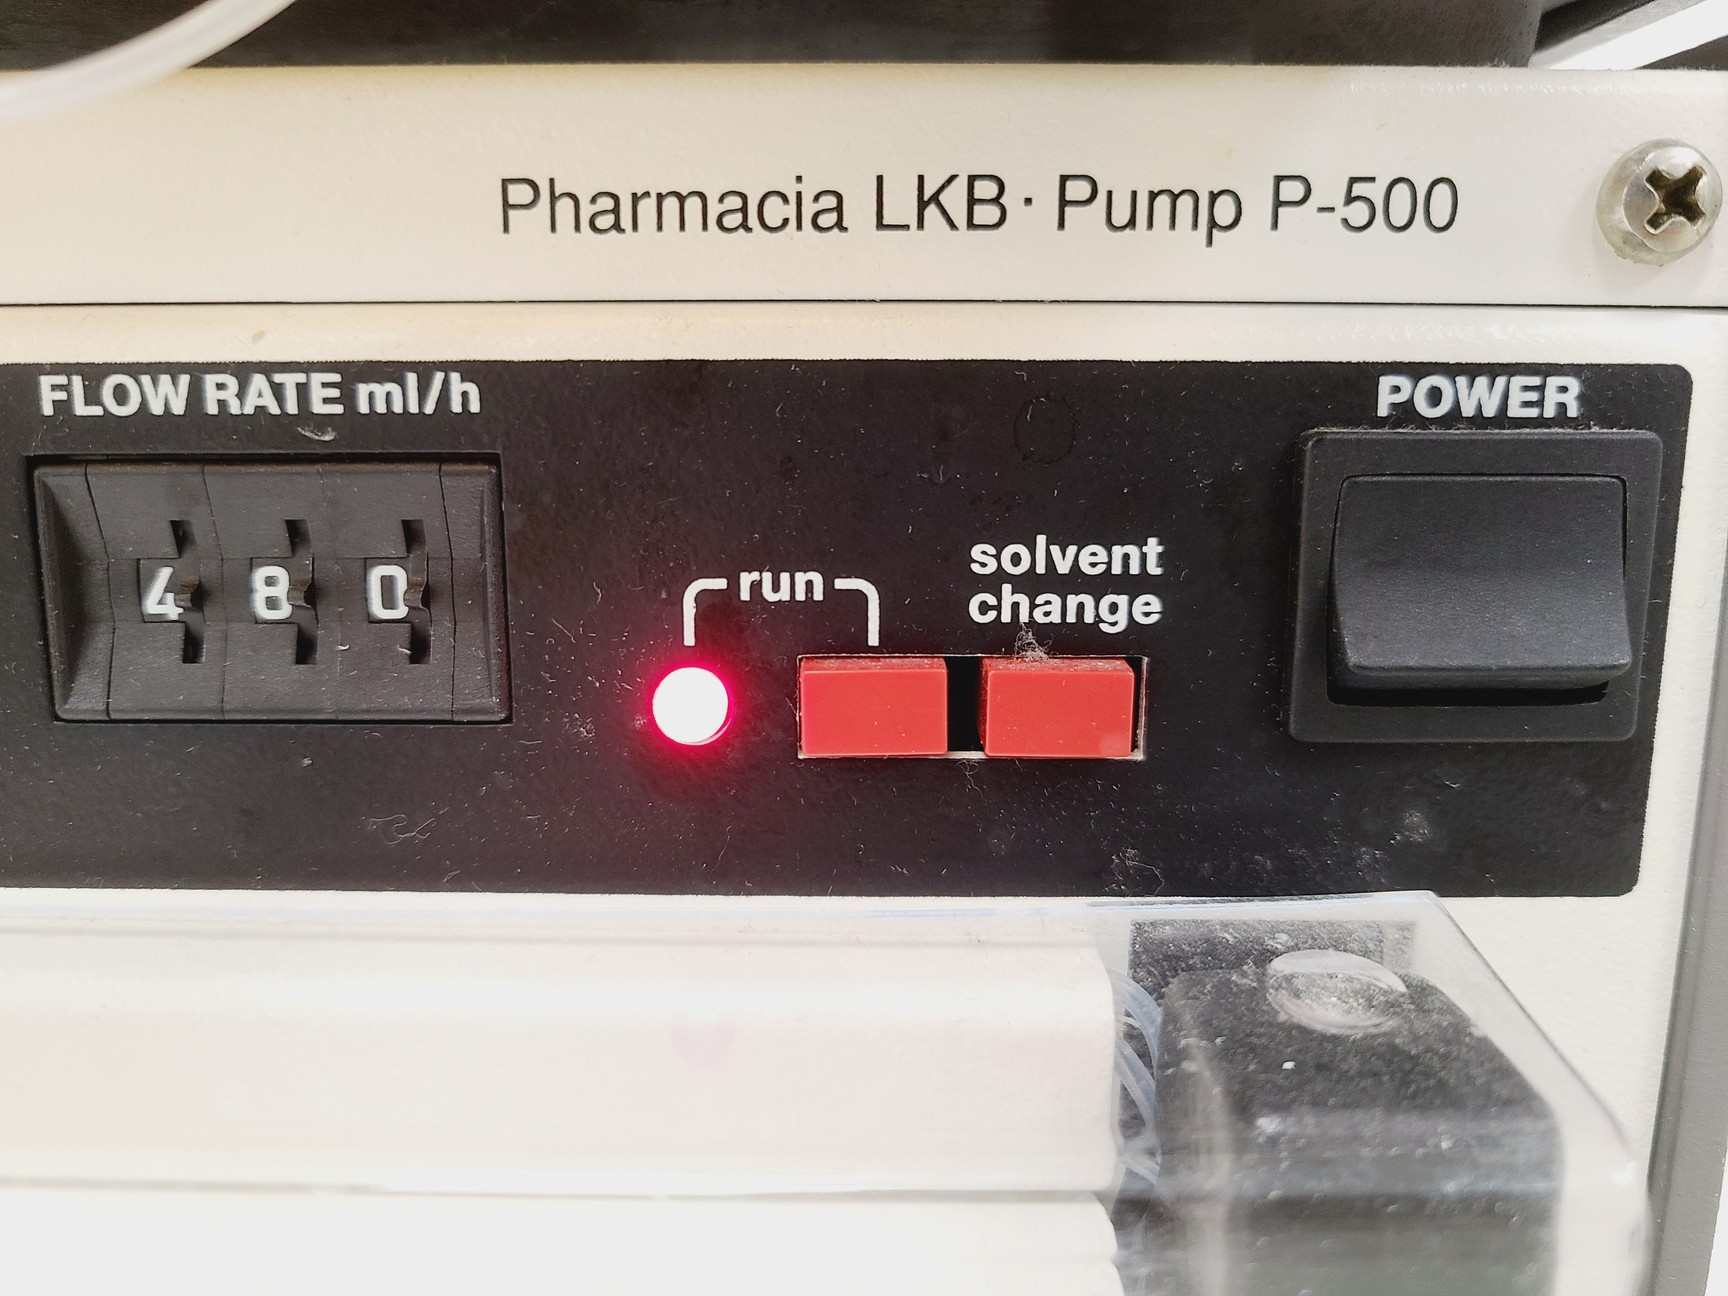 Pharmacia LKB · Pump P-500
FLOW RATE ml/h
POWER
4 8 0
run
solvent
change